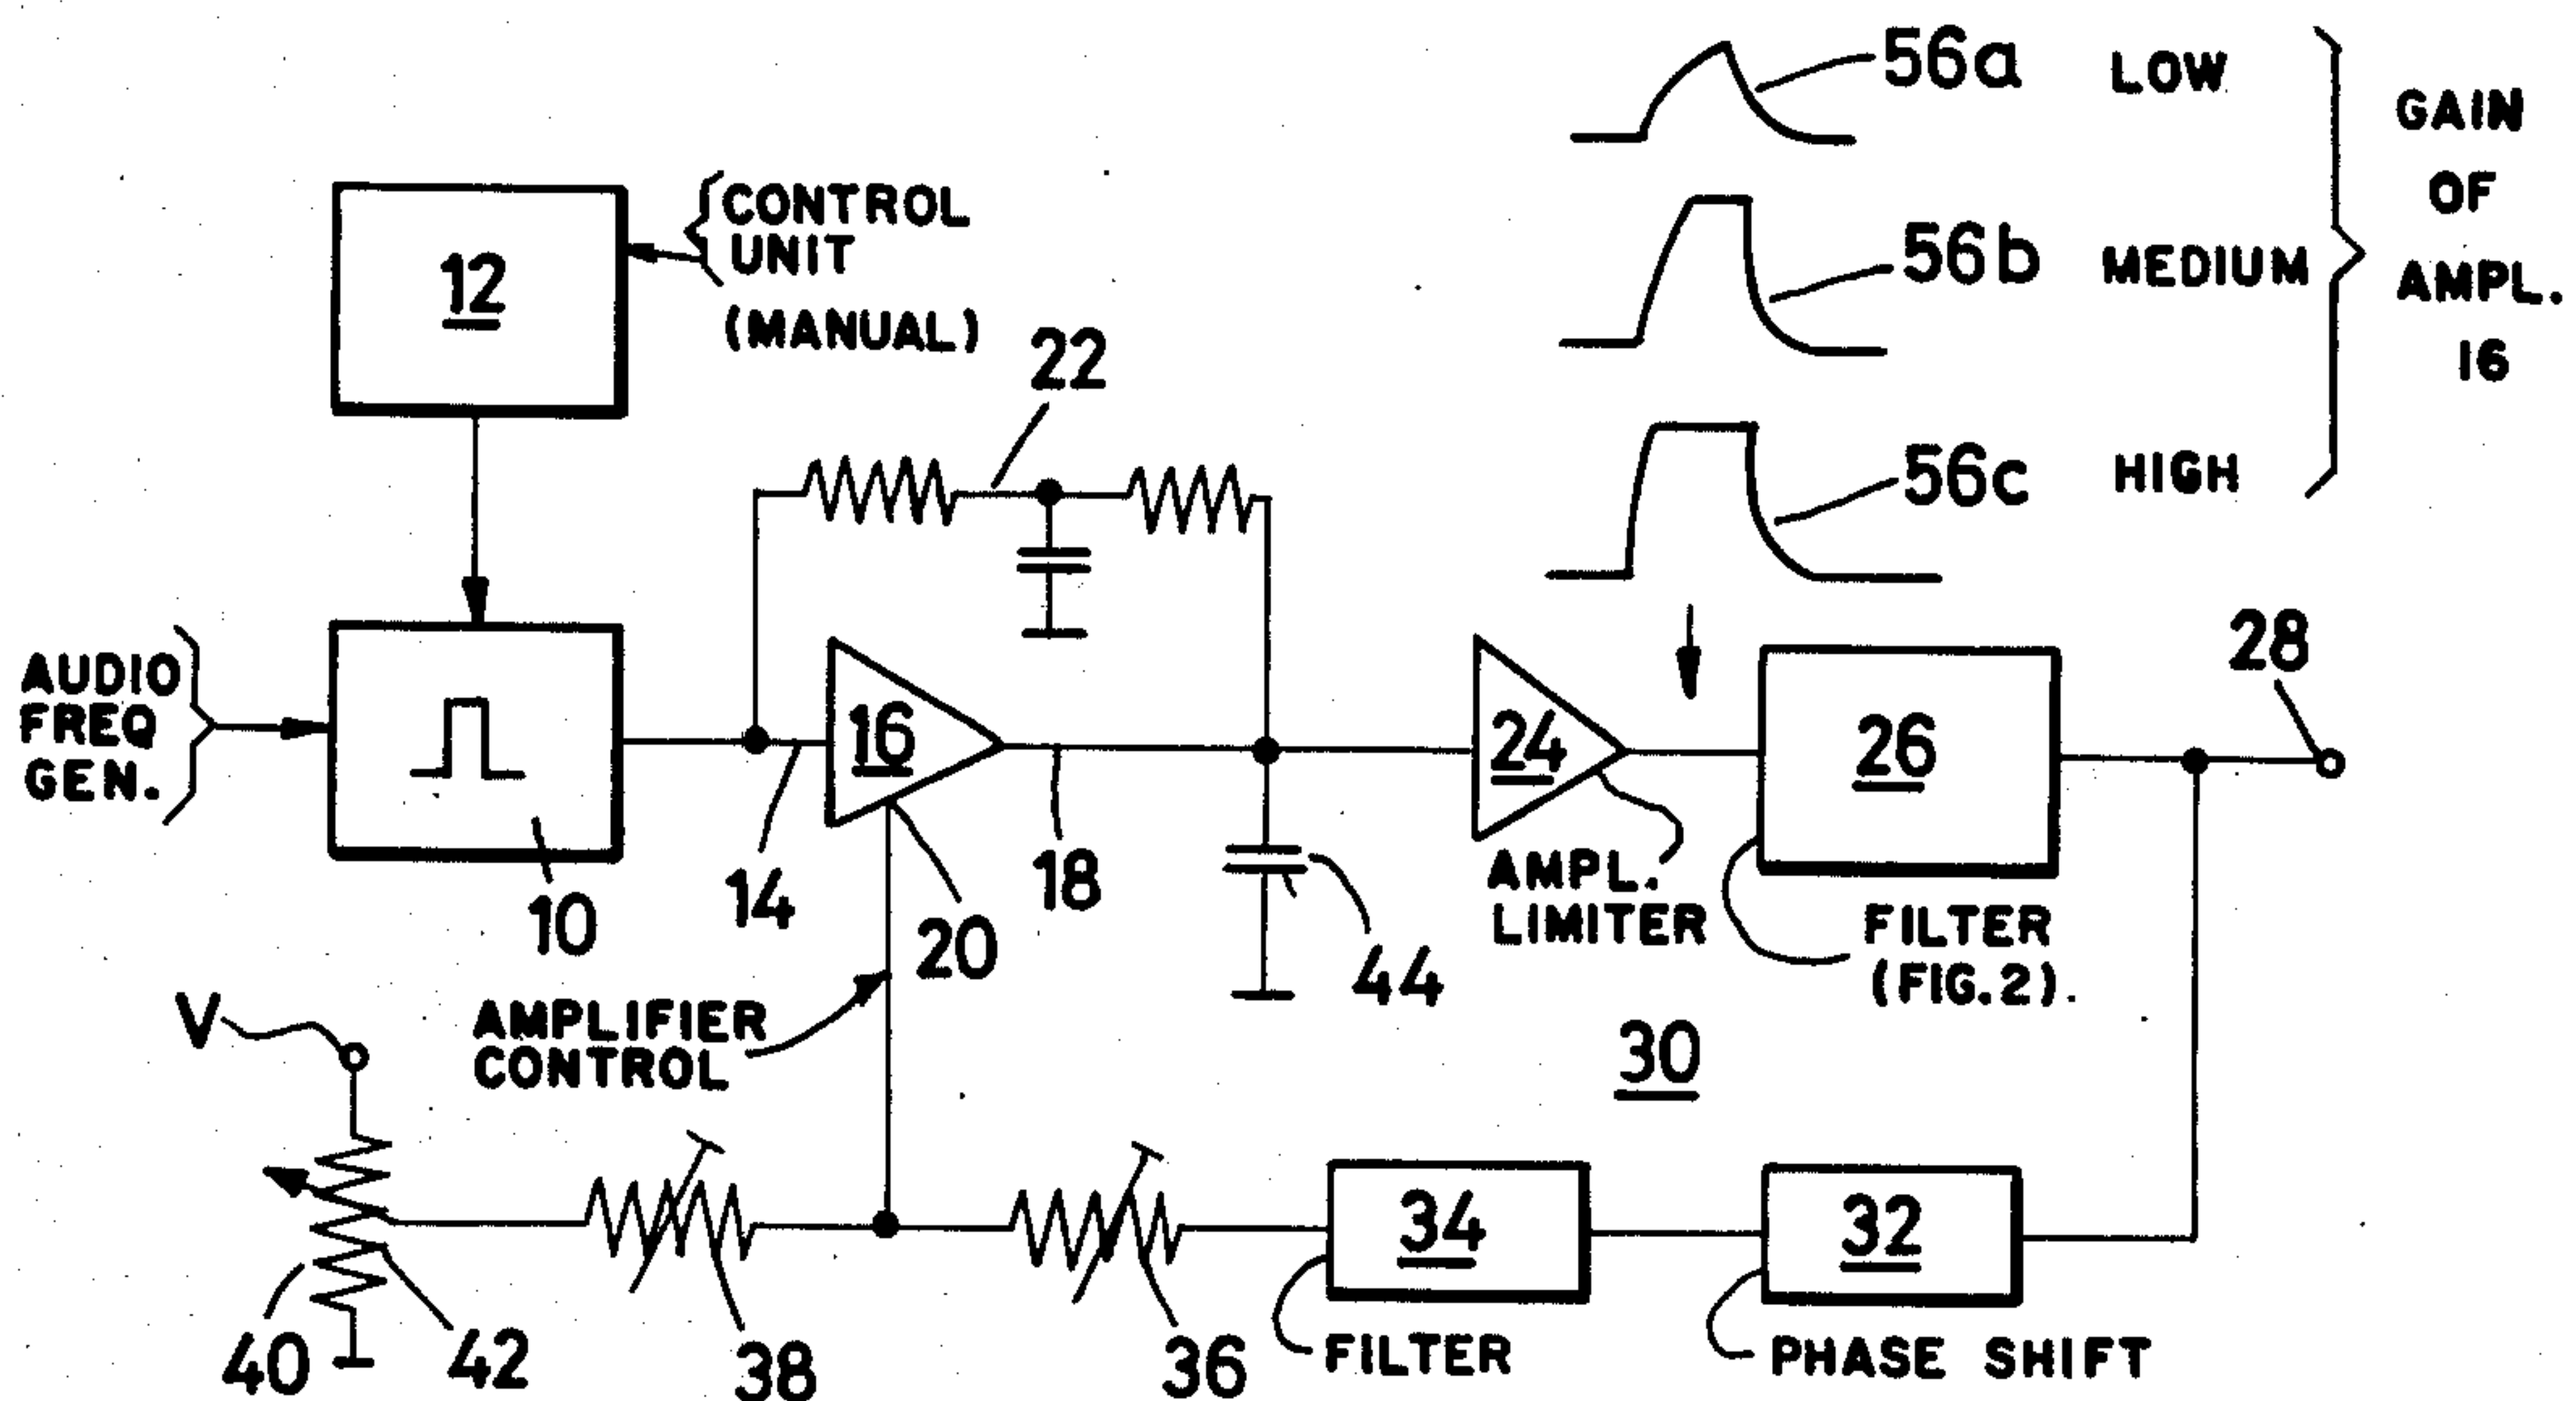 56a LOW
56b MEDIUM
56c HIGH
GAIN
OF
AMPL.
16
12
CONTROL
UNIT
(MANUAL)
22
AUDIO
FREQ
GEN.
10
14
16
18
20
24
AMPL.
LIMITER
26
FILTER
(FIG.2).
28
44
30
V
AMPLIFIER
CONTROL
40
42
38
36
34
FILTER
32
PHASE SHIFT